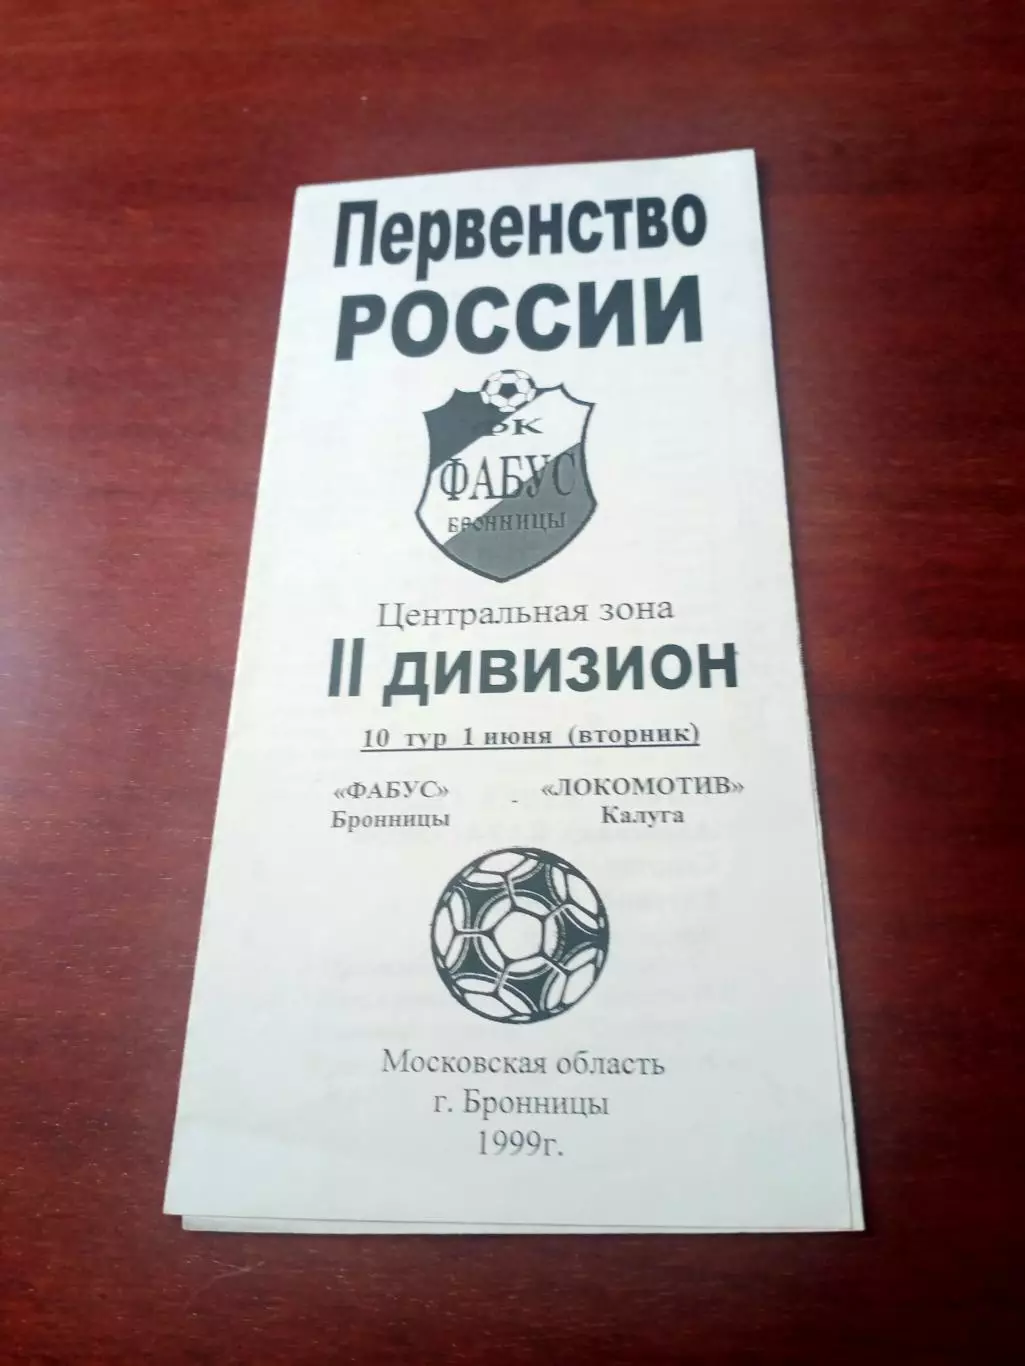 Первенство
РОССИИ
ФК
ФАБУС
БРОННИЦЫ
Центральная зона
II дивизион
10 тур 1 июня (вторник)
«ФАБУС» - «ЛОКОМОТИВ»
Бронницы Калуга
Московская область
г. Бронницы
1999г.